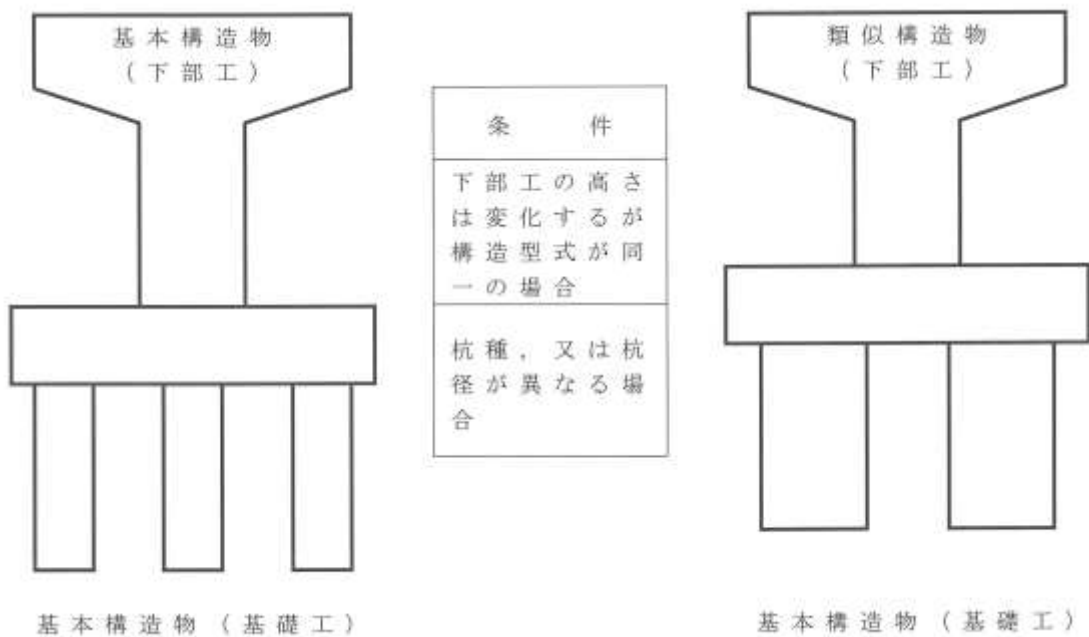 基本構造物
(下部工)
条件
下部工の高さ
は変化するが
構造型式が同
一の場合
杭種，又は杭
径が異なる場
合
基本構造物(基礎工)
類似構造物
(下部工)
基本構造物(基礎工)